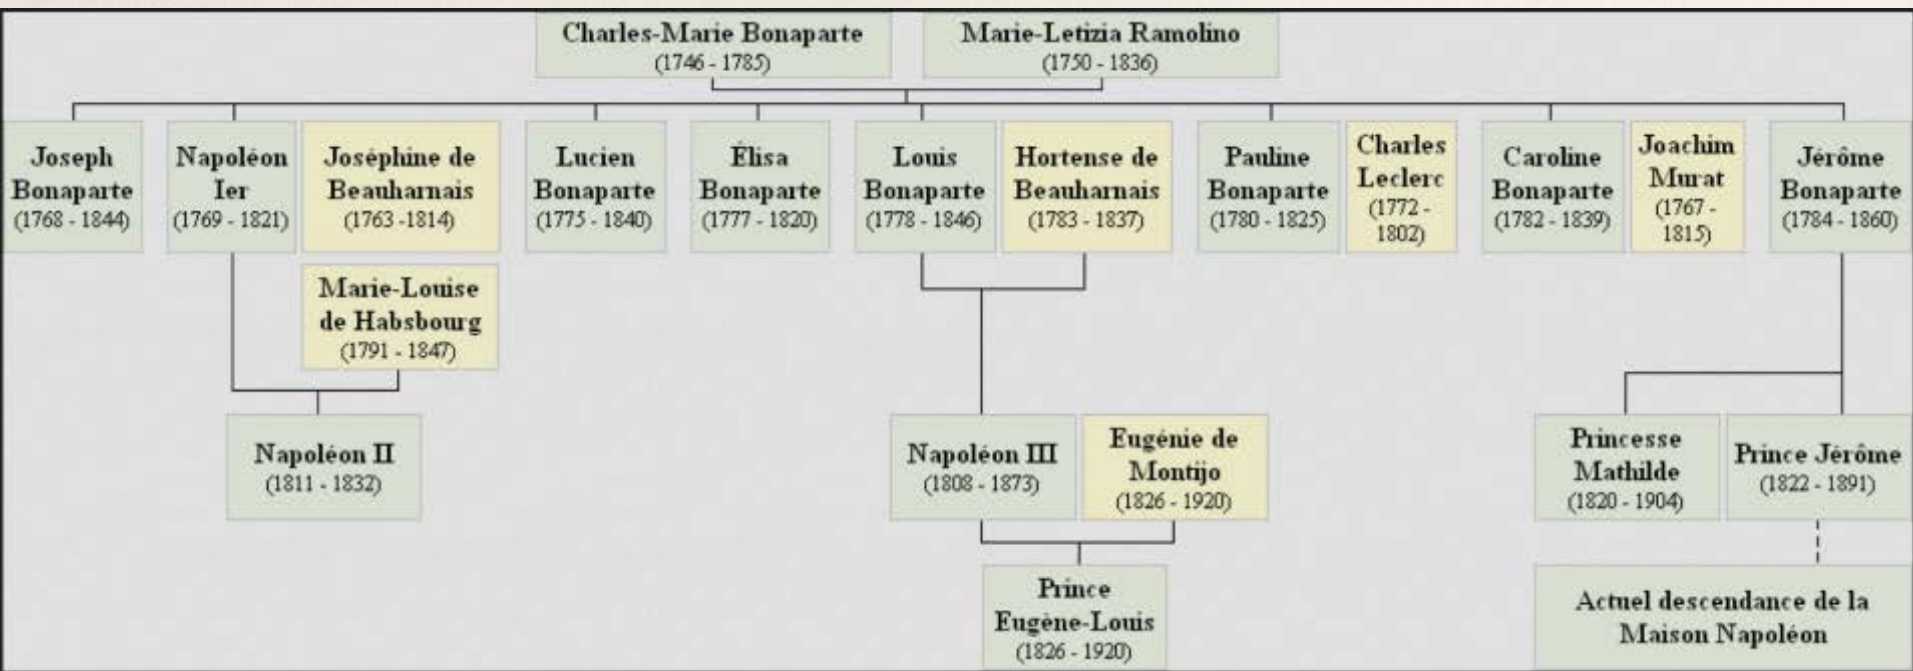 Charles-Marie Bonaparte
(1746 - 1785)
Marie-Letizia Ramolino
(1750 - 1836)
Joseph
Bonaparte
(1768 - 1844)
Napoléon
Ier
(1769 - 1821)
Joséphine de
Beauharnais
(1763 -1814)
Lucien
Bonaparte
(1775 - 1840)
Élisa
Bonaparte
(1777 - 1820)
Louis
Bonaparte
(1778 - 1846)
Hortense de
Beauharnais
(1783 - 1837)
Pauline
Bonaparte
(1780 - 1825)
Charles
Leclerc
(1772 -
1802)
Caroline
Bonaparte
(1782 - 1839)
Joachim
Murat
(1767 -
1815)
Jérôme
Bonaparte
(1784 - 1860)
Marie-Louise
de Habsbourg
(1791 - 1847)
Napoléon II
(1811 - 1832)
Napoléon III
(1808 - 1873)
Eugénie de
Montijo
(1826 - 1920)
Princesse
Mathilde
(1820 - 1904)
Prince Jérôme
(1822 - 1891)
Prince
Eugène-Louis
(1826 - 1920)
Actuel descendance de la
Maison Napoléon